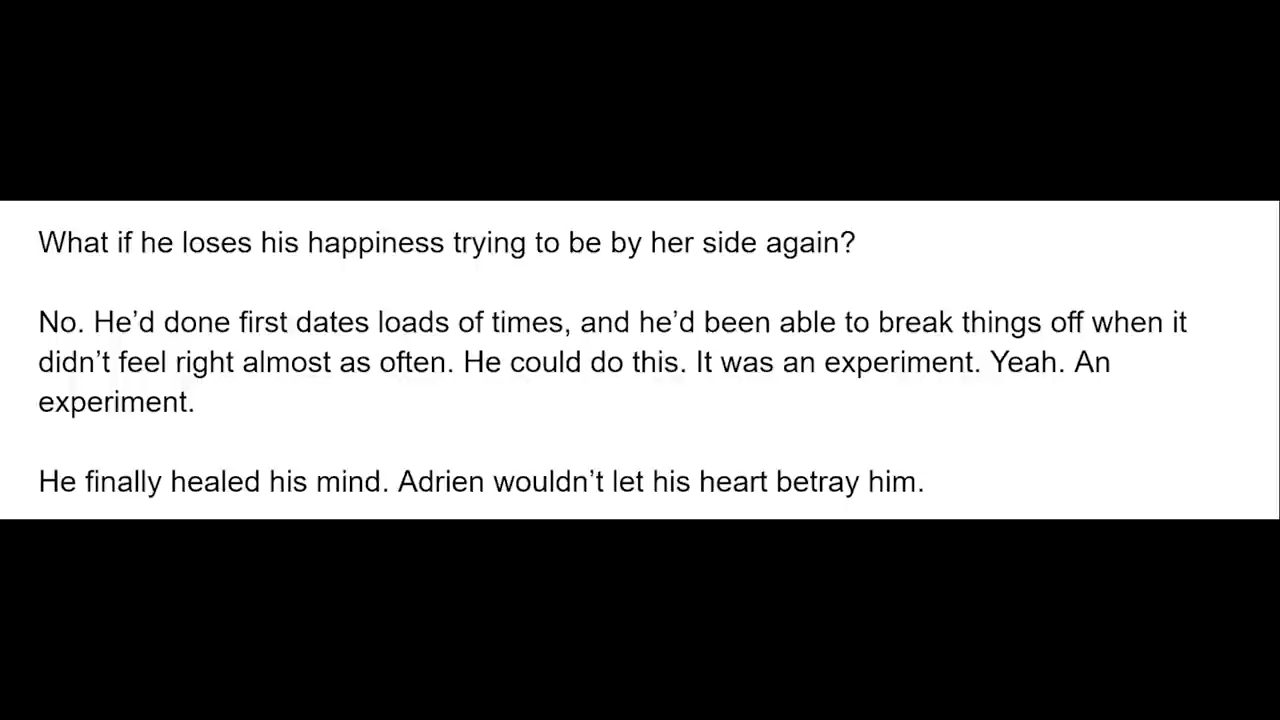 What if he loses his happiness trying to be by her side again?
No. He’d done first dates loads of times, and he’d been able to break things off when it
didn’t feel right almost as often. He could do this. It was an experiment. Yeah. An
experiment.
He finally healed his mind. Adrien wouldn’t let his heart betray him.